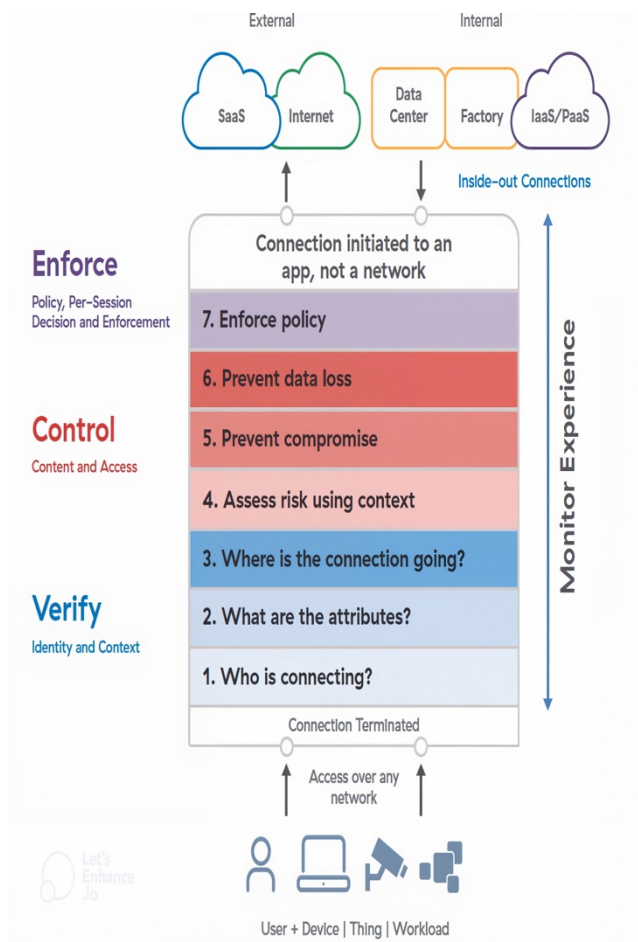 External
Internal
SaaS
Internet
Data
Center
Factory
IaaS/PaaS
Inside-out Connections
Connection initiated to an
app, not a network
Enforce
Policy, Per-Session
Decision and Enforcement
7. Enforce policy
6. Prevent data loss
Control
Content and Access
5. Prevent compromise
4. Assess risk using context
3. Where is the connection going?
Verify
Identity and Context
2. What are the attributes?
1. Who is connecting?
Monitor Experience
Connection Terminated
Access over any
network
Let's
Enhance
.io
User + Device | Thing | Workload